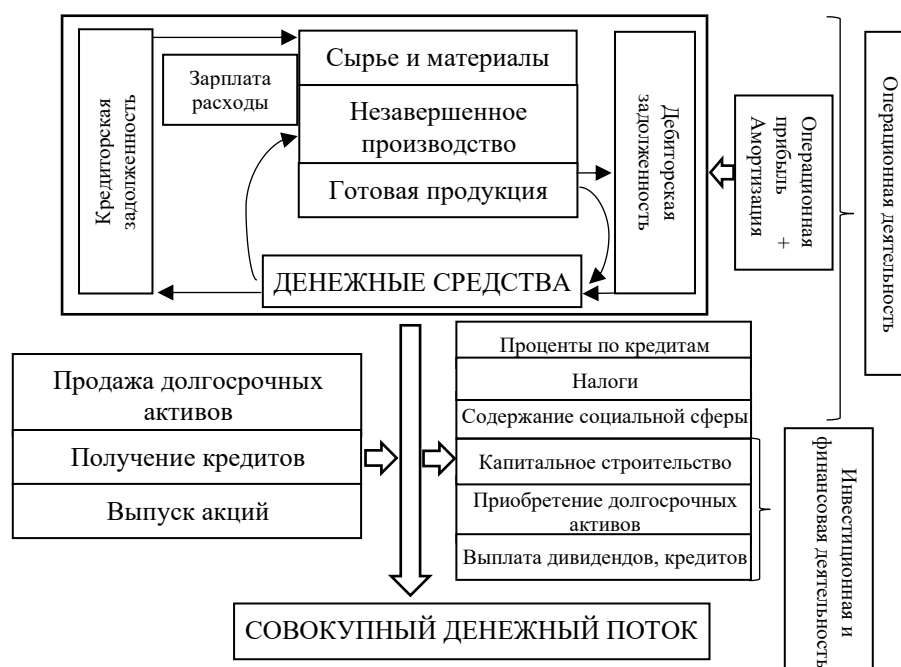 Кредиторская
задолженность
Зарплата
расходы
Сырье и материалы
Незавершенное
производство
Готовая продукция
Дебиторская
задолженность
Операционная
прибыль
+
Амортизация
Операционная деятельность
ДЕНЕЖНЫЕ СРЕДСТВА
Продажа долгосрочных
активов
Получение кредитов
Выпуск акций
Проценты по кредитам
Налоги
Содержание социальной сферы
Капитальное строительство
Приобретение долгосрочных
активов
Выплата дивидендов, кредитов
Инвестиционная и
финансовая деятельность
СОВОКУПНЫЙ ДЕНЕЖНЫЙ ПОТОК